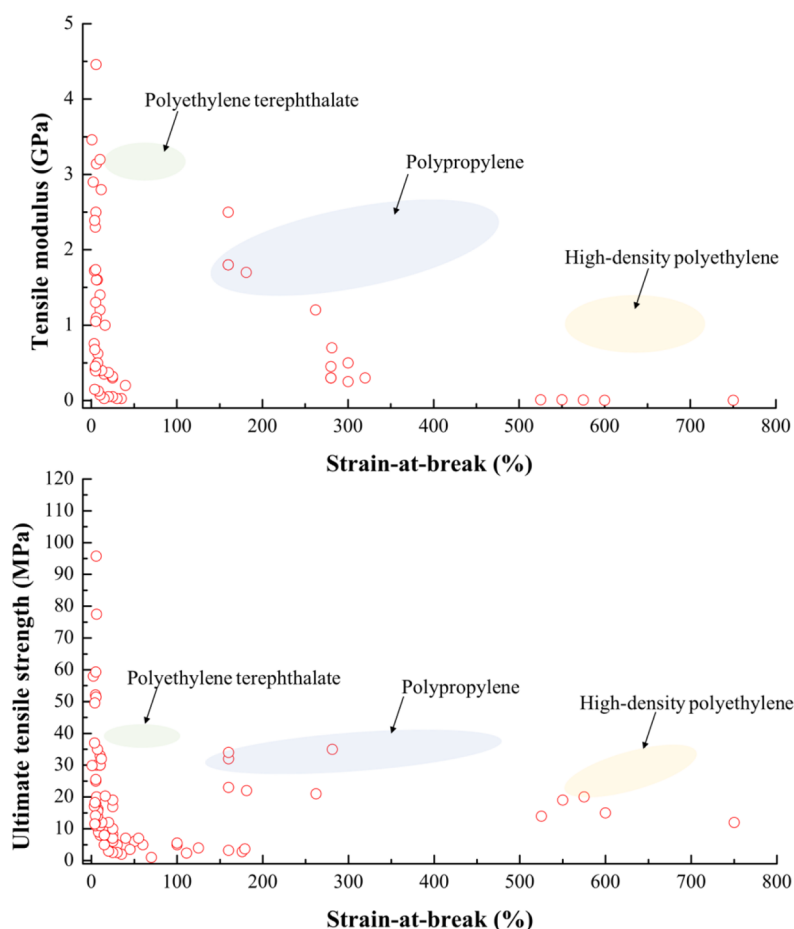 5
4
3
2
1
0
Tensile modulus (GPa)
Polyethylene terephthalate
Polypropylene
High-density polyethylene
0 100 200 300 400 500 600 700 800
Strain-at-break (%)
120
110
100
90
80
70
60
50
40
30
20
10
0
Ultimate tensile strength (MPa)
Polyethylene terephthalate
Polypropylene
High-density polyethylene
0 100 200 300 400 500 600 700 800
Strain-at-break (%)